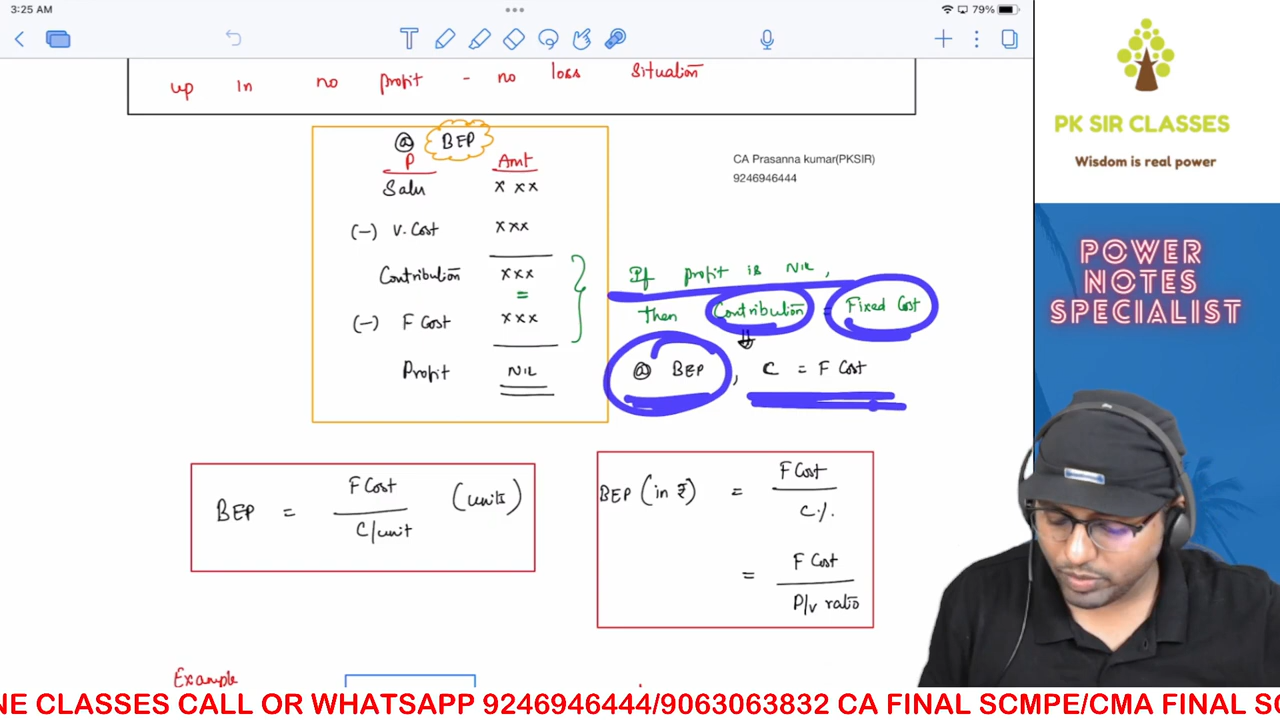 3:25 AM
79%
up in no profit - no loss situation
@ BEP
P Amt
Sales x xx
(-) V. Cost xxx
Contribution xxx
=
(-) F Cost xxx
Profit NIL
CA Prasanna kumar(PKSIR)
9246946444
If profit is NIL,
then Contribution = Fixed Cost
⇓
@ BEP, C = F Cost
BEP = F Cost / C/unit (units)
BEP (in ₹) = F Cost / C%
= F Cost / P/v ratio
Example
PK SIR CLASSES
Wisdom is real power
POWER
NOTES
SPECIALIST
NE CLASSES CALL OR WHATSAPP 9246946444/9063063832 CA FINAL SCMPE/CMA FINAL SC